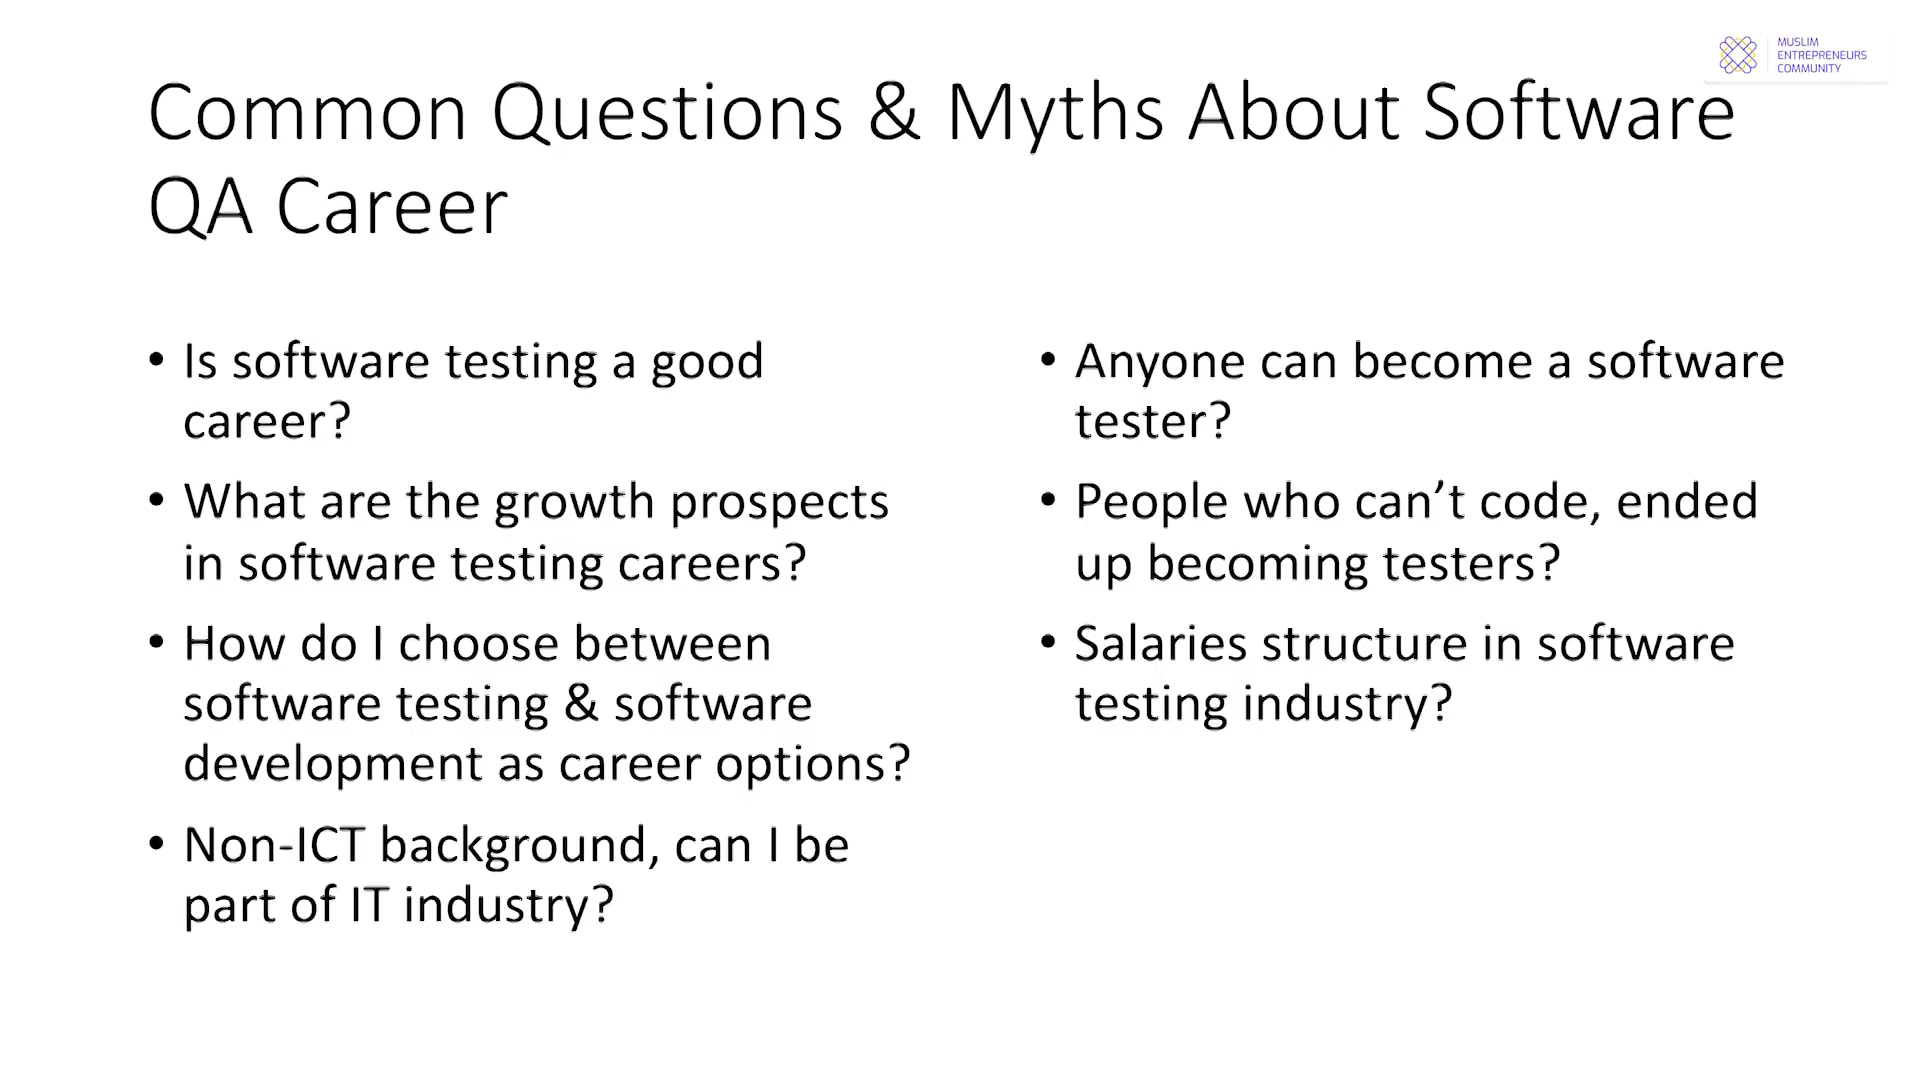 MUSLIM
ENTREPRENEURS
COMMUNITY
Common Questions & Myths About Software
QA Career
• Is software testing a good
career?
• What are the growth prospects
in software testing careers?
• How do I choose between
software testing & software
development as career options?
• Non-ICT background, can I be
part of IT industry?
• Anyone can become a software
tester?
• People who can’t code, ended
up becoming testers?
• Salaries structure in software
testing industry?